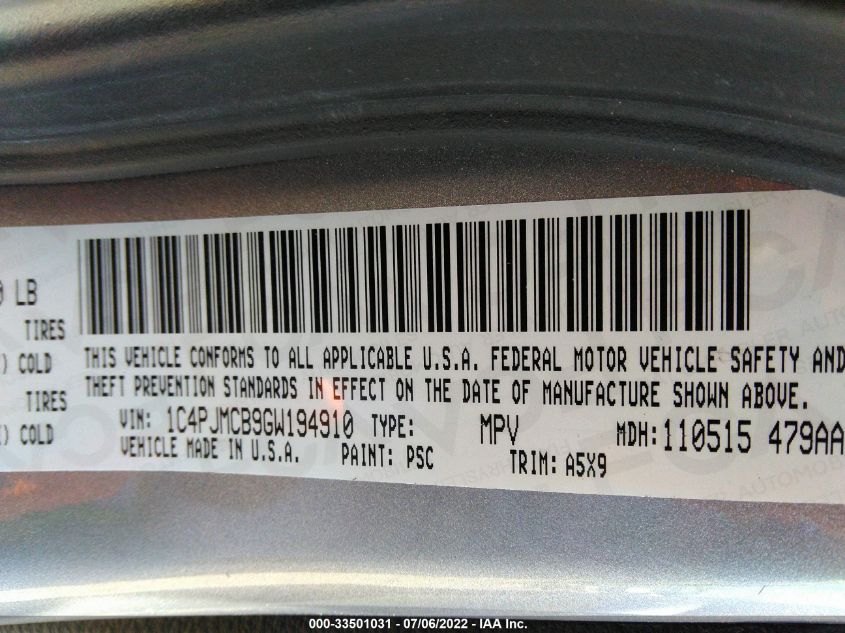 0 LB
TIRES
) COLD
TIRES
) COLD
THIS VEHICLE CONFORMS TO ALL APPLICABLE U.S.A. FEDERAL MOTOR VEHICLE SAFETY AND
THEFT PREVENTION STANDARDS IN EFFECT ON THE DATE OF MANUFACTURE SHOWN ABOVE.
VIN: 1C4PJMCB9GW194910 TYPE: MPV MDH: 110515 479AA
VEHICLE MADE IN U.S.A. PAINT: PSC TRIM: A5X9
000-33501031 - 07/06/2022 - IAA Inc.